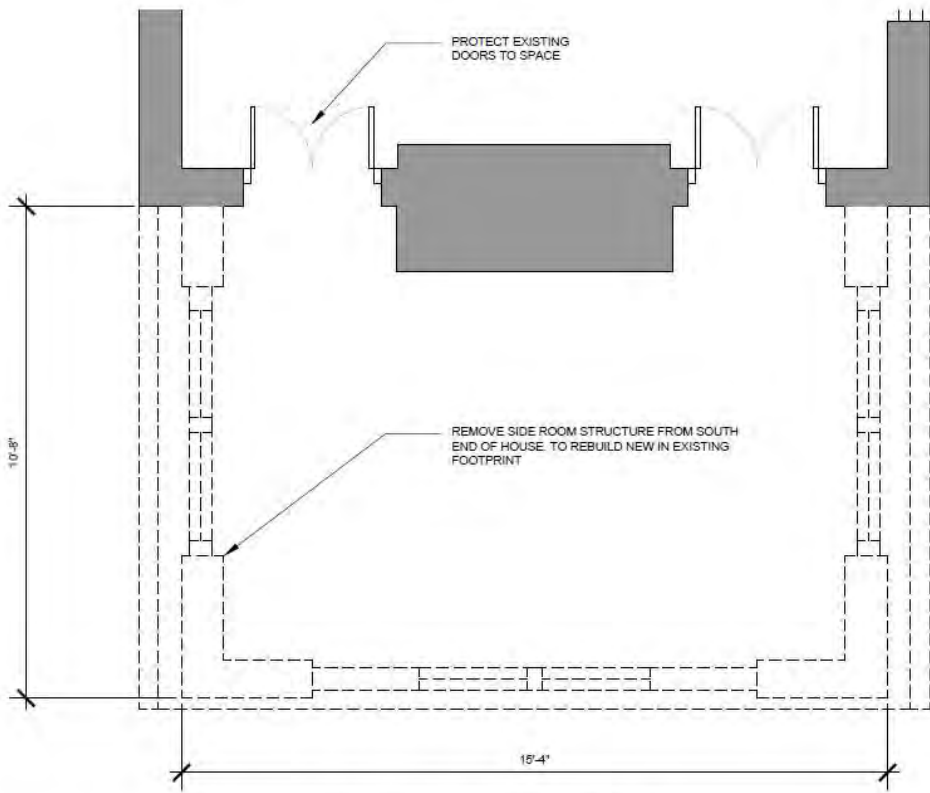 PROTECT EXISTING
DOORS TO SPACE
REMOVE SIDE ROOM STRUCTURE FROM SOUTH
END OF HOUSE. TO REBUILD NEW IN EXISTING
FOOTPRINT
10'-8"
15'-4"